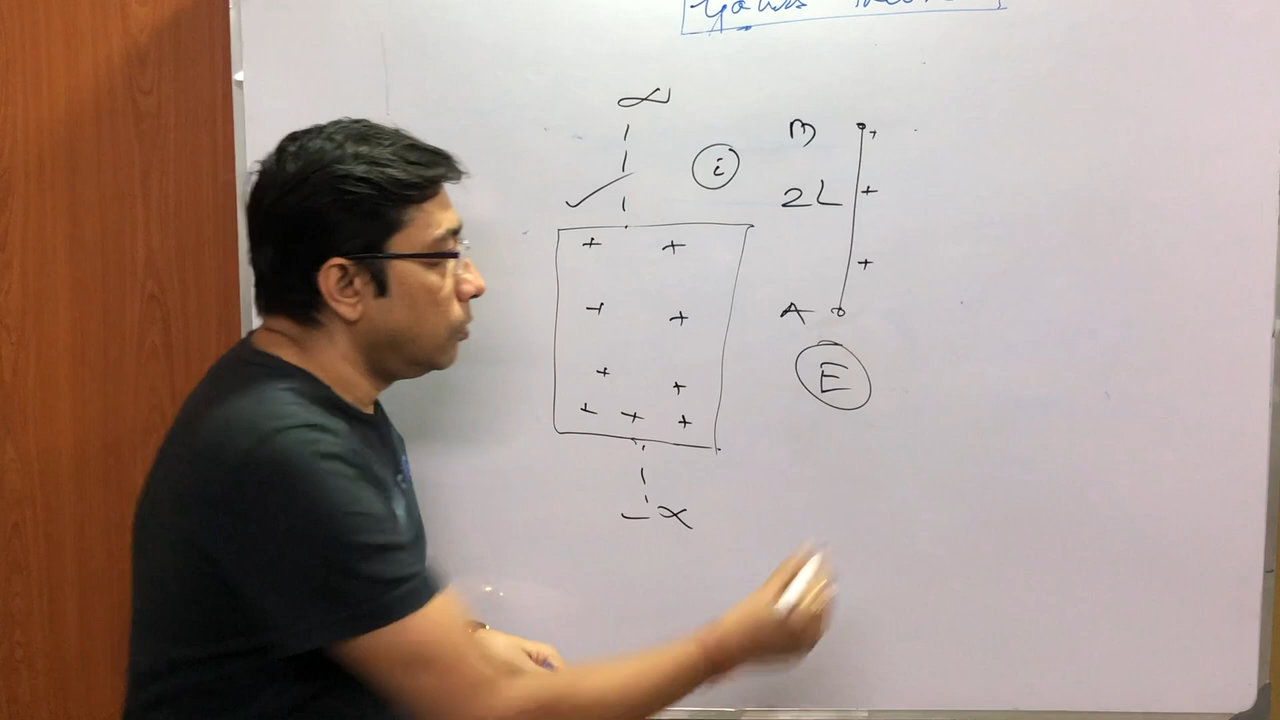 ∞
i
B
+
2L
+
+ +
+ +
+
A
E
+ +
+ + +
-∞